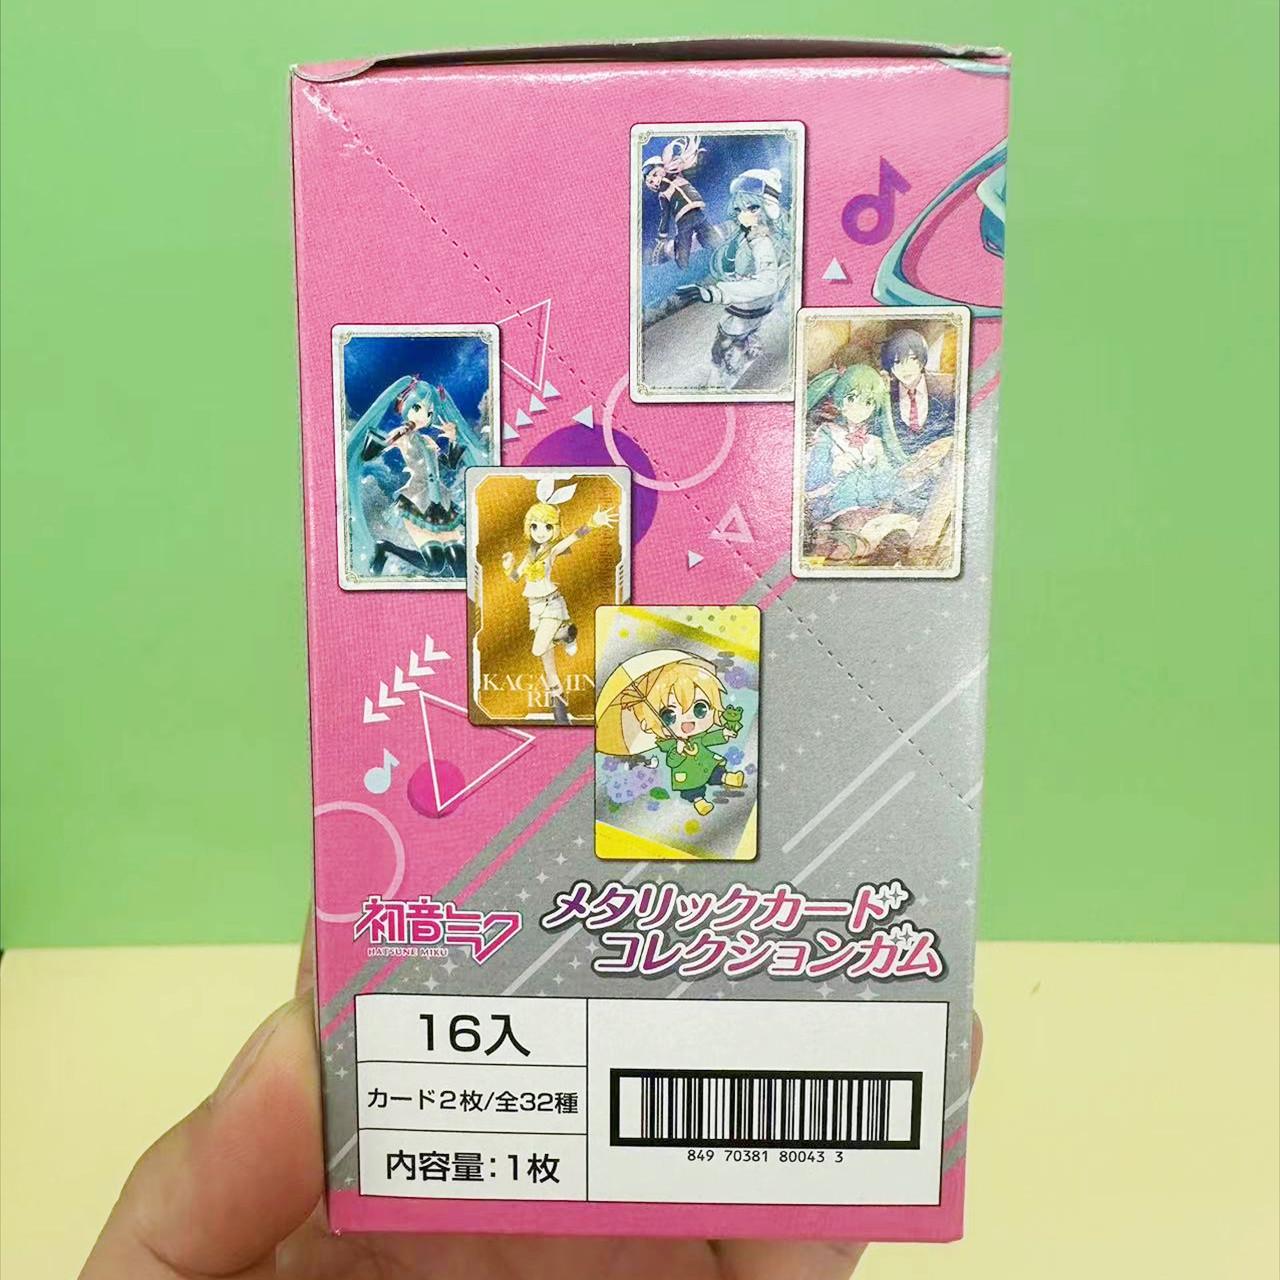 KAGAMIN
RIN
初音ミク
HATSUNE MIKU
メタリックカード
コレクションガム
16入
カード2枚/全32種
内容量:1枚
849 70381 80043 3